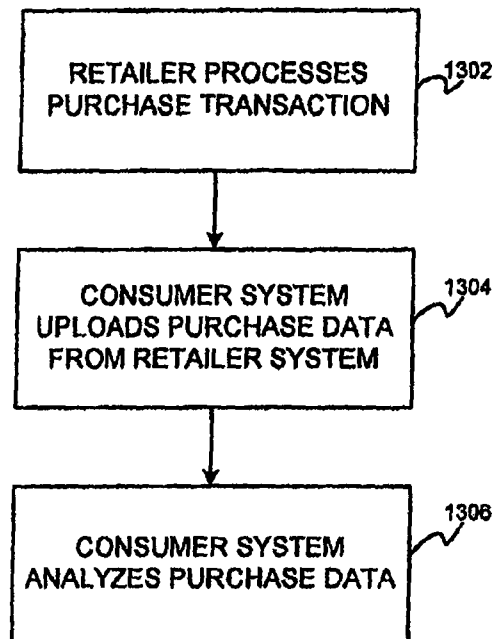 RETAILER PROCESSES
PURCHASE TRANSACTION
1302
CONSUMER SYSTEM
UPLOADS PURCHASE DATA
FROM RETAILER SYSTEM
1304
CONSUMER SYSTEM
ANALYZES PURCHASE DATA
1306